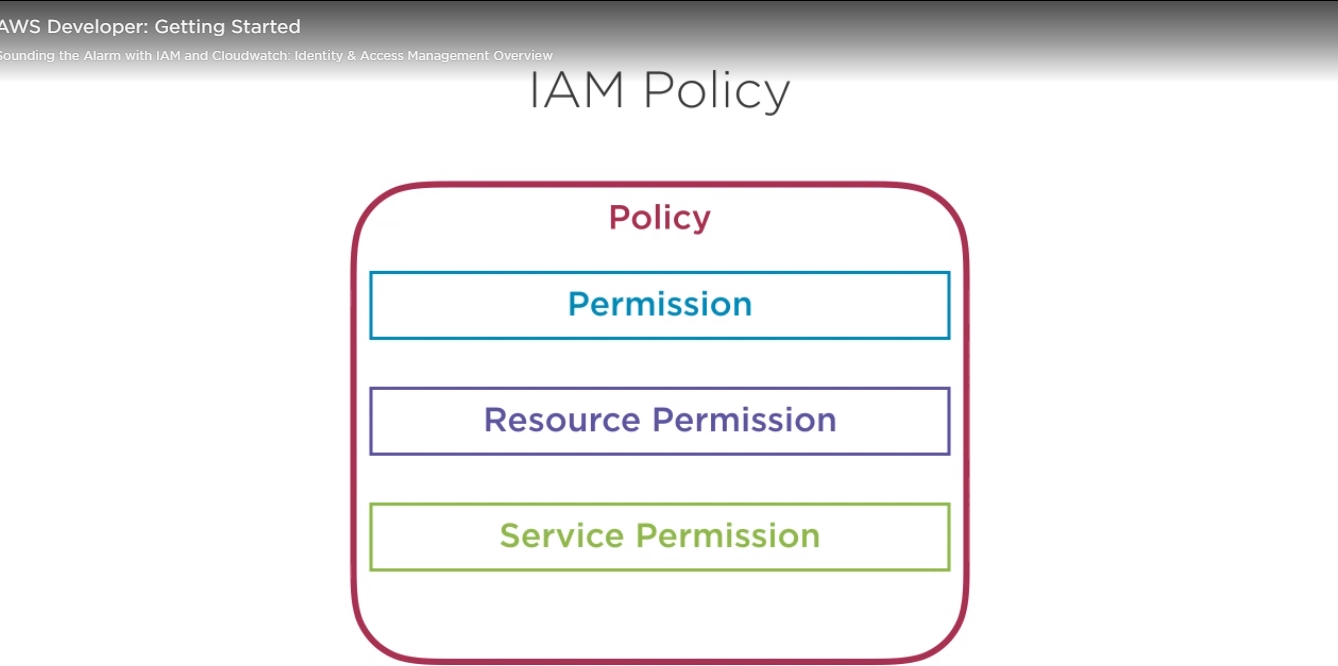 AWS Developer: Getting Started
Sounding the Alarm with IAM and Cloudwatch: Identity & Access Management Overview
IAM Policy
Policy
Permission
Resource Permission
Service Permission